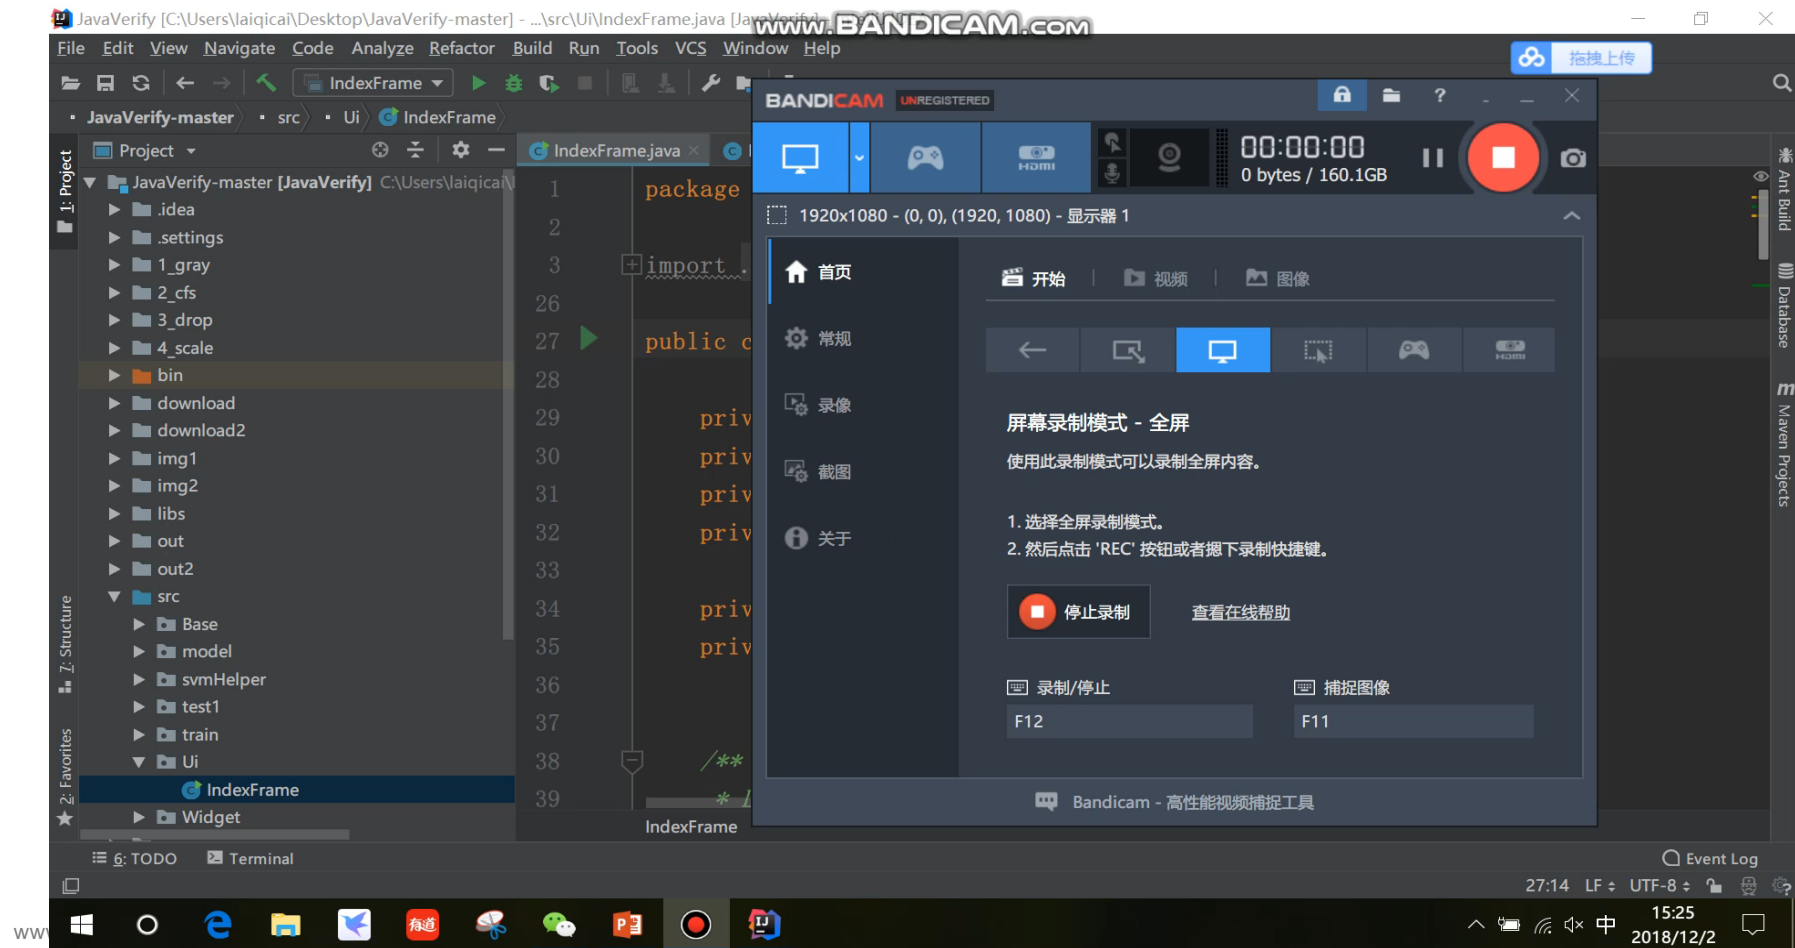 JavaVerify [C:\Users\laiqicai\Desktop\JavaVerify-master] - ...\src\Ui\IndexFrame.java
www.BANDICAM.com
File Edit View Navigate Code Analyze Refactor Build Run Tools VCS Window Help
拖拽上传
IndexFrame
JavaVerify-master src Ui IndexFrame
Project
IndexFrame.java
JavaVerify-master [JavaVerify] C:\Users\laiqicai\
.idea
.settings
1_gray
2_cfs
3_drop
4_scale
bin
download
download2
img1
img2
libs
out
out2
src
Base
model
svmHelper
test1
train
Ui
IndexFrame
Widget
1: Project
7: Structure
2: Favorites
1 package
2
3 import .
26
27 public c
28
29 priv
30 priv
31 priv
32 priv
33
34 priv
35 priv
36
37
38 /**
39 *
IndexFrame
BANDICAM UNREGISTERED
HDMI
00:00:00
0 bytes / 160.1GB
1920x1080 - (0, 0), (1920, 1080) - 显示器 1
首页
常规
录像
截图
关于
开始 视频 图像
HDMI
屏幕录制模式 - 全屏
使用此录制模式可以录制全屏内容。
1. 选择全屏录制模式。
2. 然后点击 'REC' 按钮或者摁下录制快捷键。
停止录制 查看在线帮助
录制/停止 捕捉图像
F12 F11
Bandicam - 高性能视频捕捉工具
Ant Build
Database
Maven Projects
6: TODO Terminal Event Log
27:14 LF UTF-8
有道
中
15:25
2018/12/2